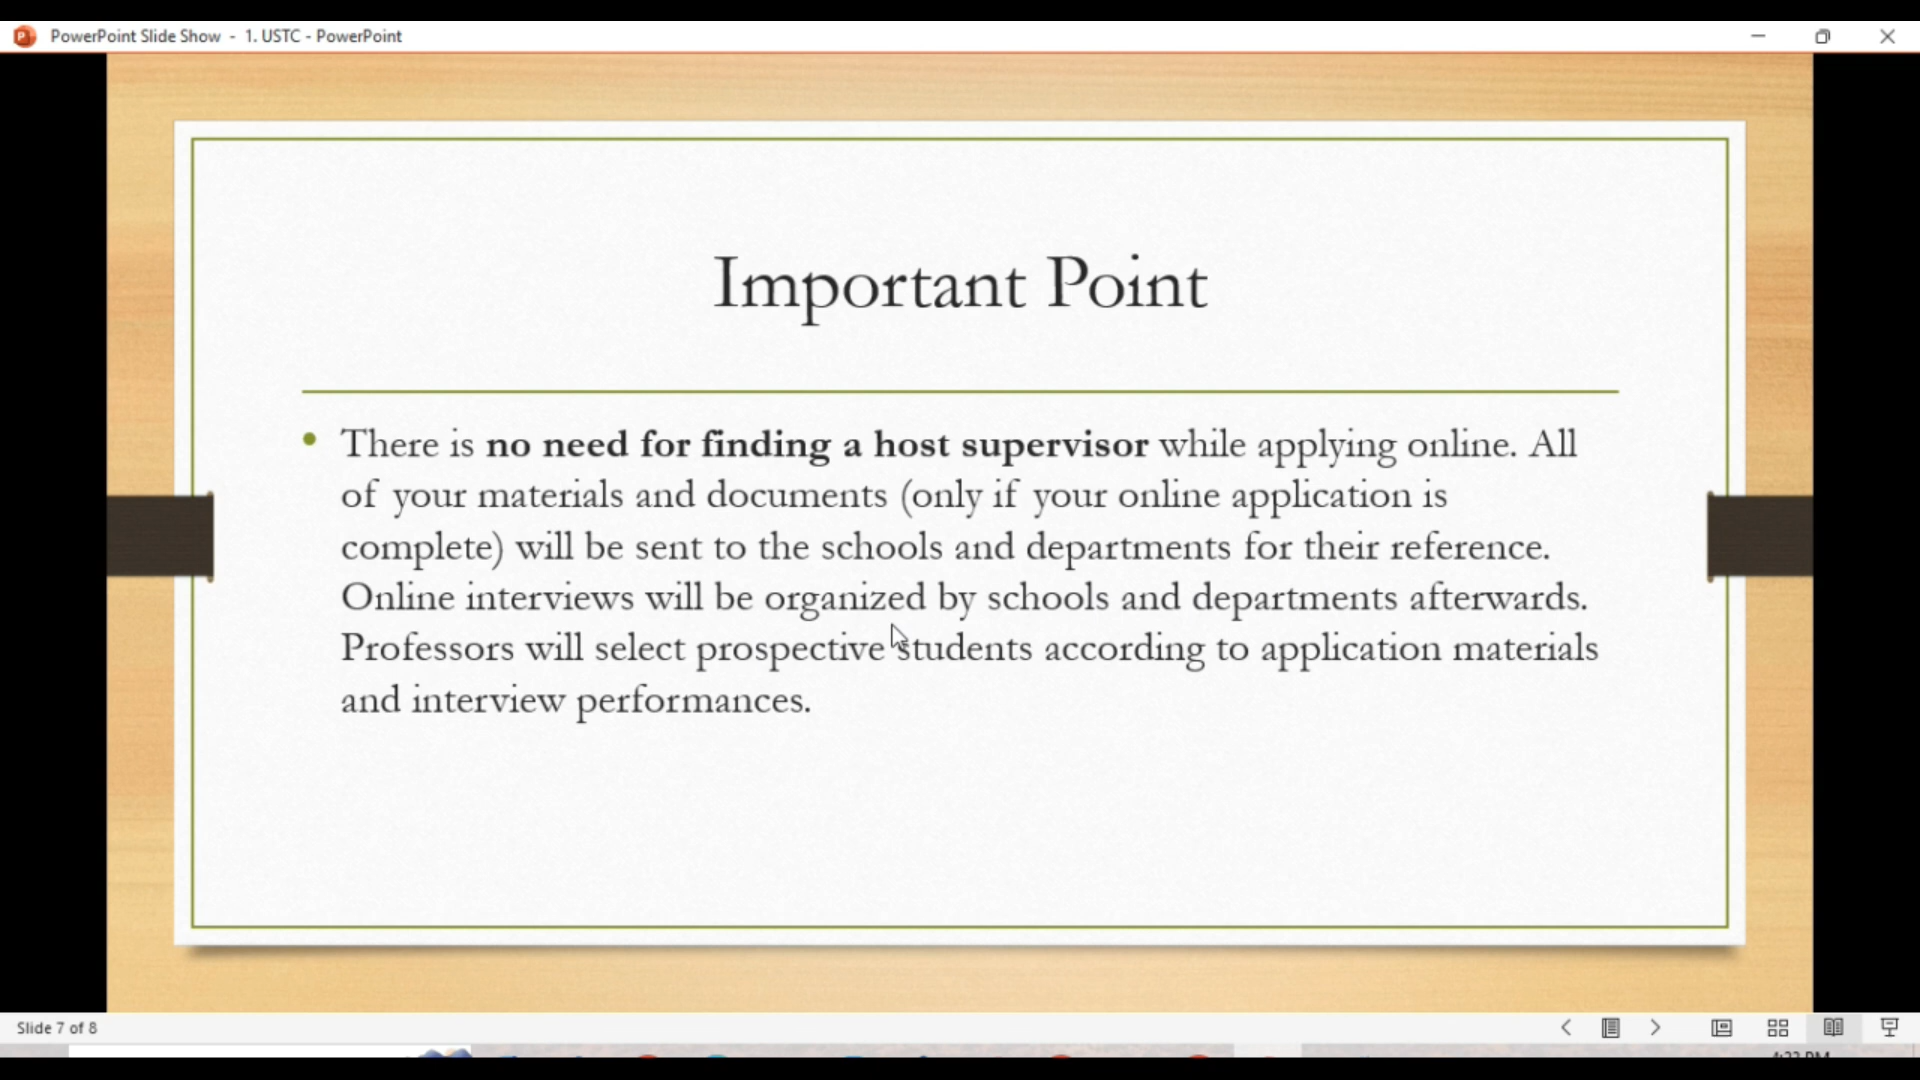 PowerPoint Slide Show - 1. USTC - PowerPoint
Important Point
There is no need for finding a host supervisor while applying online. All
of your materials and documents (only if your online application is
complete) will be sent to the schools and departments for their reference.
Online interviews will be organized by schools and departments afterwards.
Professors will select prospective students according to application materials
and interview performances.
Slide 7 of 8